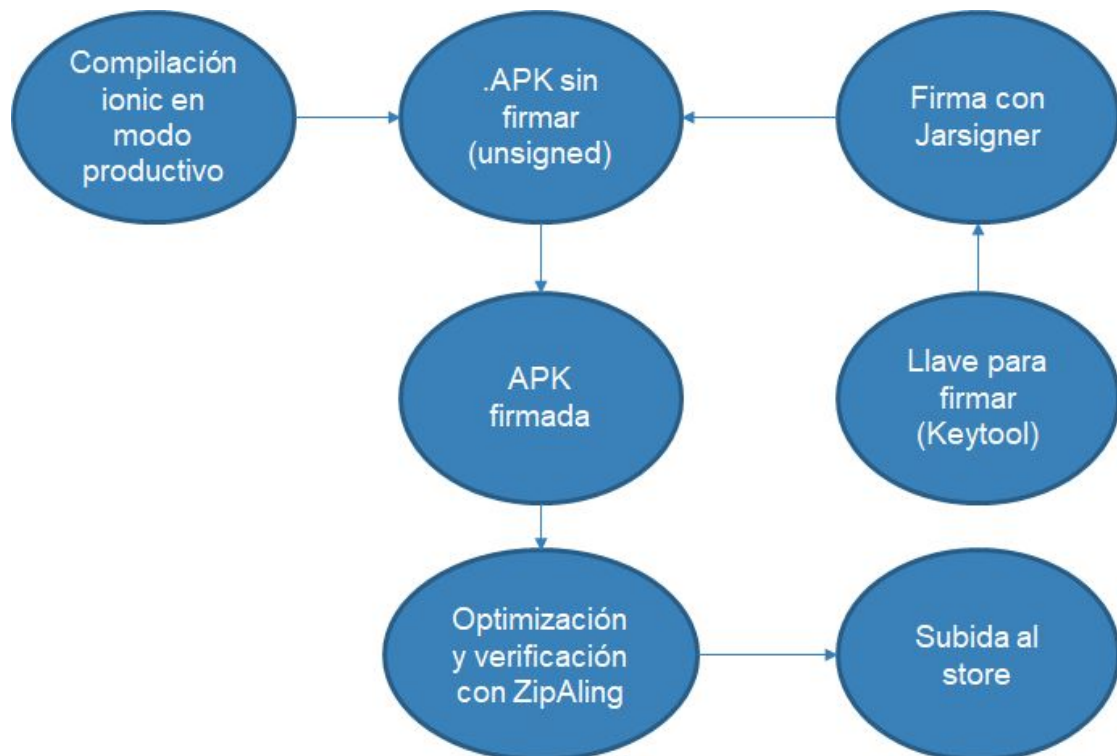 Compilación
ionic en
modo
productivo
.APK sin
firmar
(unsigned)
Firma con
Jarsigner
APK
firmada
Llave para
firmar
(Keytool)
Optimización
y verificación
con ZipAling
Subida al
store